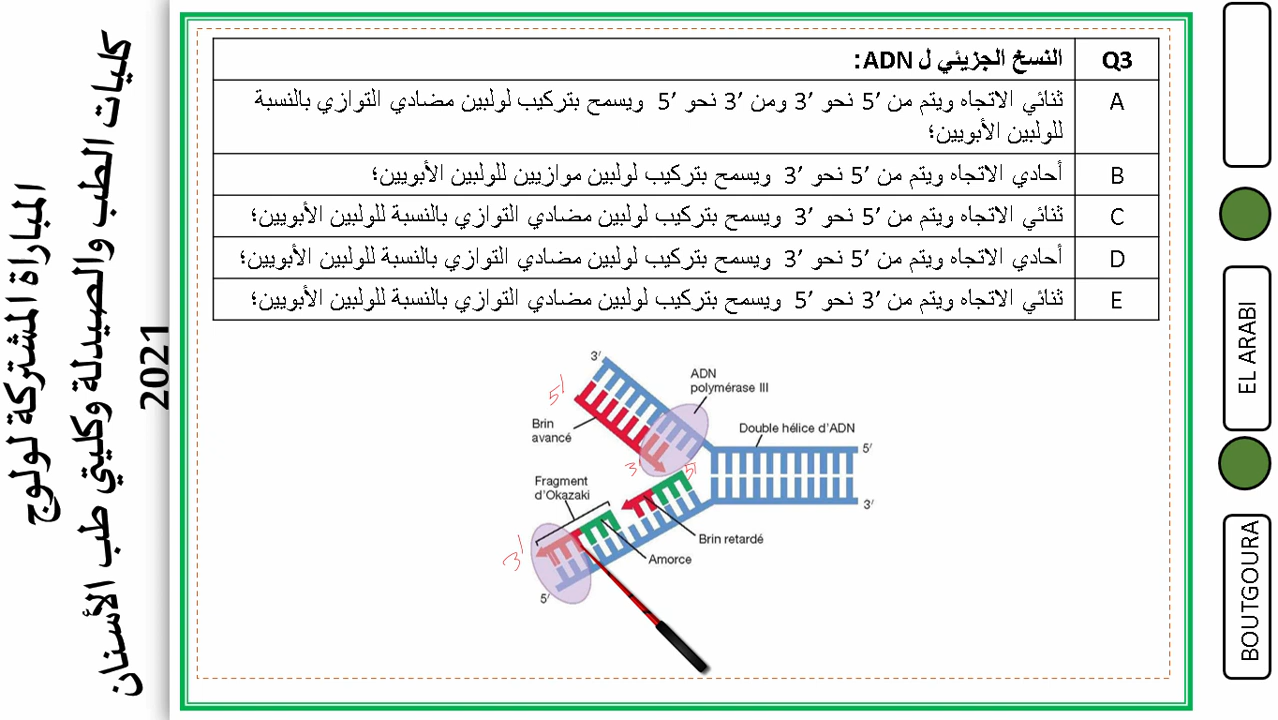 كليات الطب والصيدلة وكليتي طب الأسنان
المباراة المشتركة لولوج
2021
Q3 النسخ الجزيئي ل ADN:
A ثنائي الاتجاه ويتم من ’5 نحو ’3 ومن ’3 نحو ’5 ويسمح بتركيب لولبين مضادي التوازي بالنسبة
للولبين الأبويين؛
B أحادي الاتجاه ويتم من ’5 نحو ’3 ويسمح بتركيب لولبين موازيين للولبين الأبويين؛
C ثنائي الاتجاه ويتم من ’5 نحو ’3 ويسمح بتركيب لولبين مضادي التوازي بالنسبة للولبين الأبويين؛
D أحادي الاتجاه ويتم من ’5 نحو ’3 ويسمح بتركيب لولبين مضادي التوازي بالنسبة للولبين الأبويين؛
E ثنائي الاتجاه ويتم من ’3 نحو ’5 ويسمح بتركيب لولبين مضادي التوازي بالنسبة للولبين الأبويين؛
3'
ADN
polymérase III
5'
Brin
avancé
Double hélice d'ADN
5'
3'
5'
Fragment
d'Okazaki
3'
Brin retardé
Amorce
3'
5'
EL ARABI
BOUTGOURA